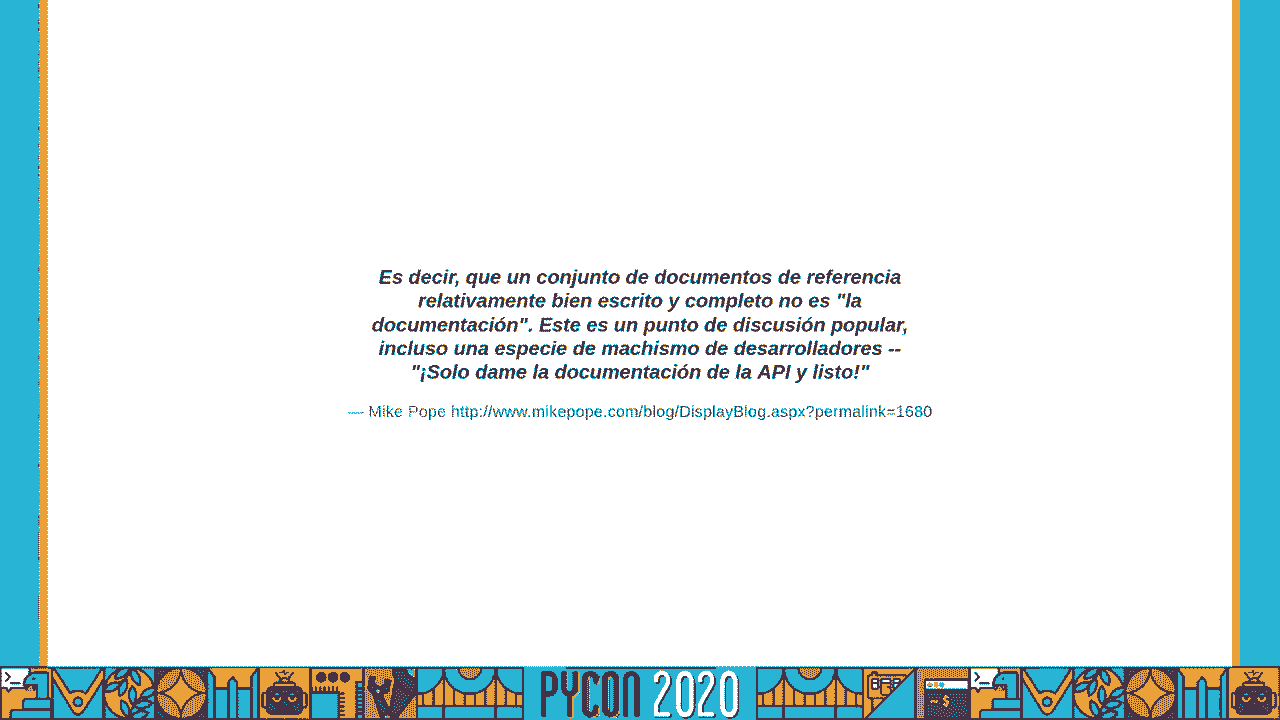 Es decir, que un conjunto de documentos de referencia
relativamente bien escrito y completo no es "la
documentación". Este es un punto de discusión popular,
incluso una especie de machismo de desarrolladores --
"¡Solo dame la documentación de la API y listo!"
— Mike Pope http://www.mikepope.com/blog/DisplayBlog.aspx?permalink=1680
PYCON 2020